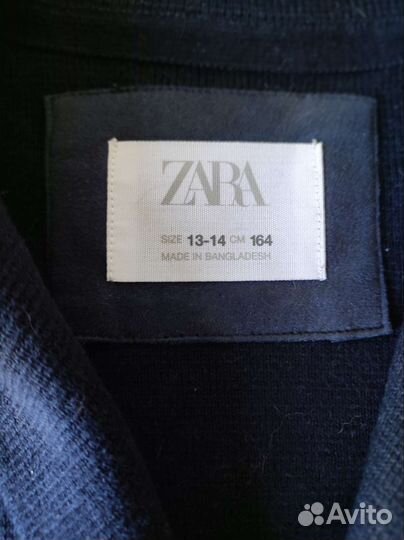 ZARA
SIZE 13-14 CM 164
MADE IN BANGLADESH
Avito